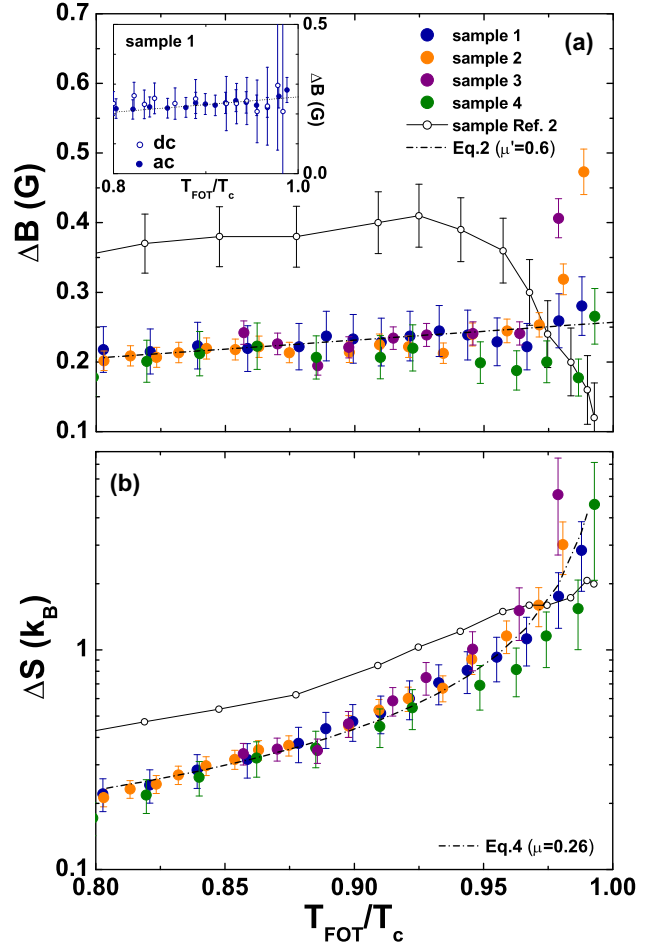 0.8
0.7
0.6
0.5
0.4
0.3
0.2
0.1
ΔB (G)
(a)
sample 1
sample 2
sample 3
sample 4
sample Ref. 2
Eq.2 (μ'=0.6)
sample 1
dc
ac
0.5
0.0
ΔB (G)
0.8
1.0
T_FOT/T_c
(b)
1
0.1
ΔS (k_B)
Eq.4 (μ=0.26)
0.80
0.85
0.90
0.95
1.00
T_FOT/T_c